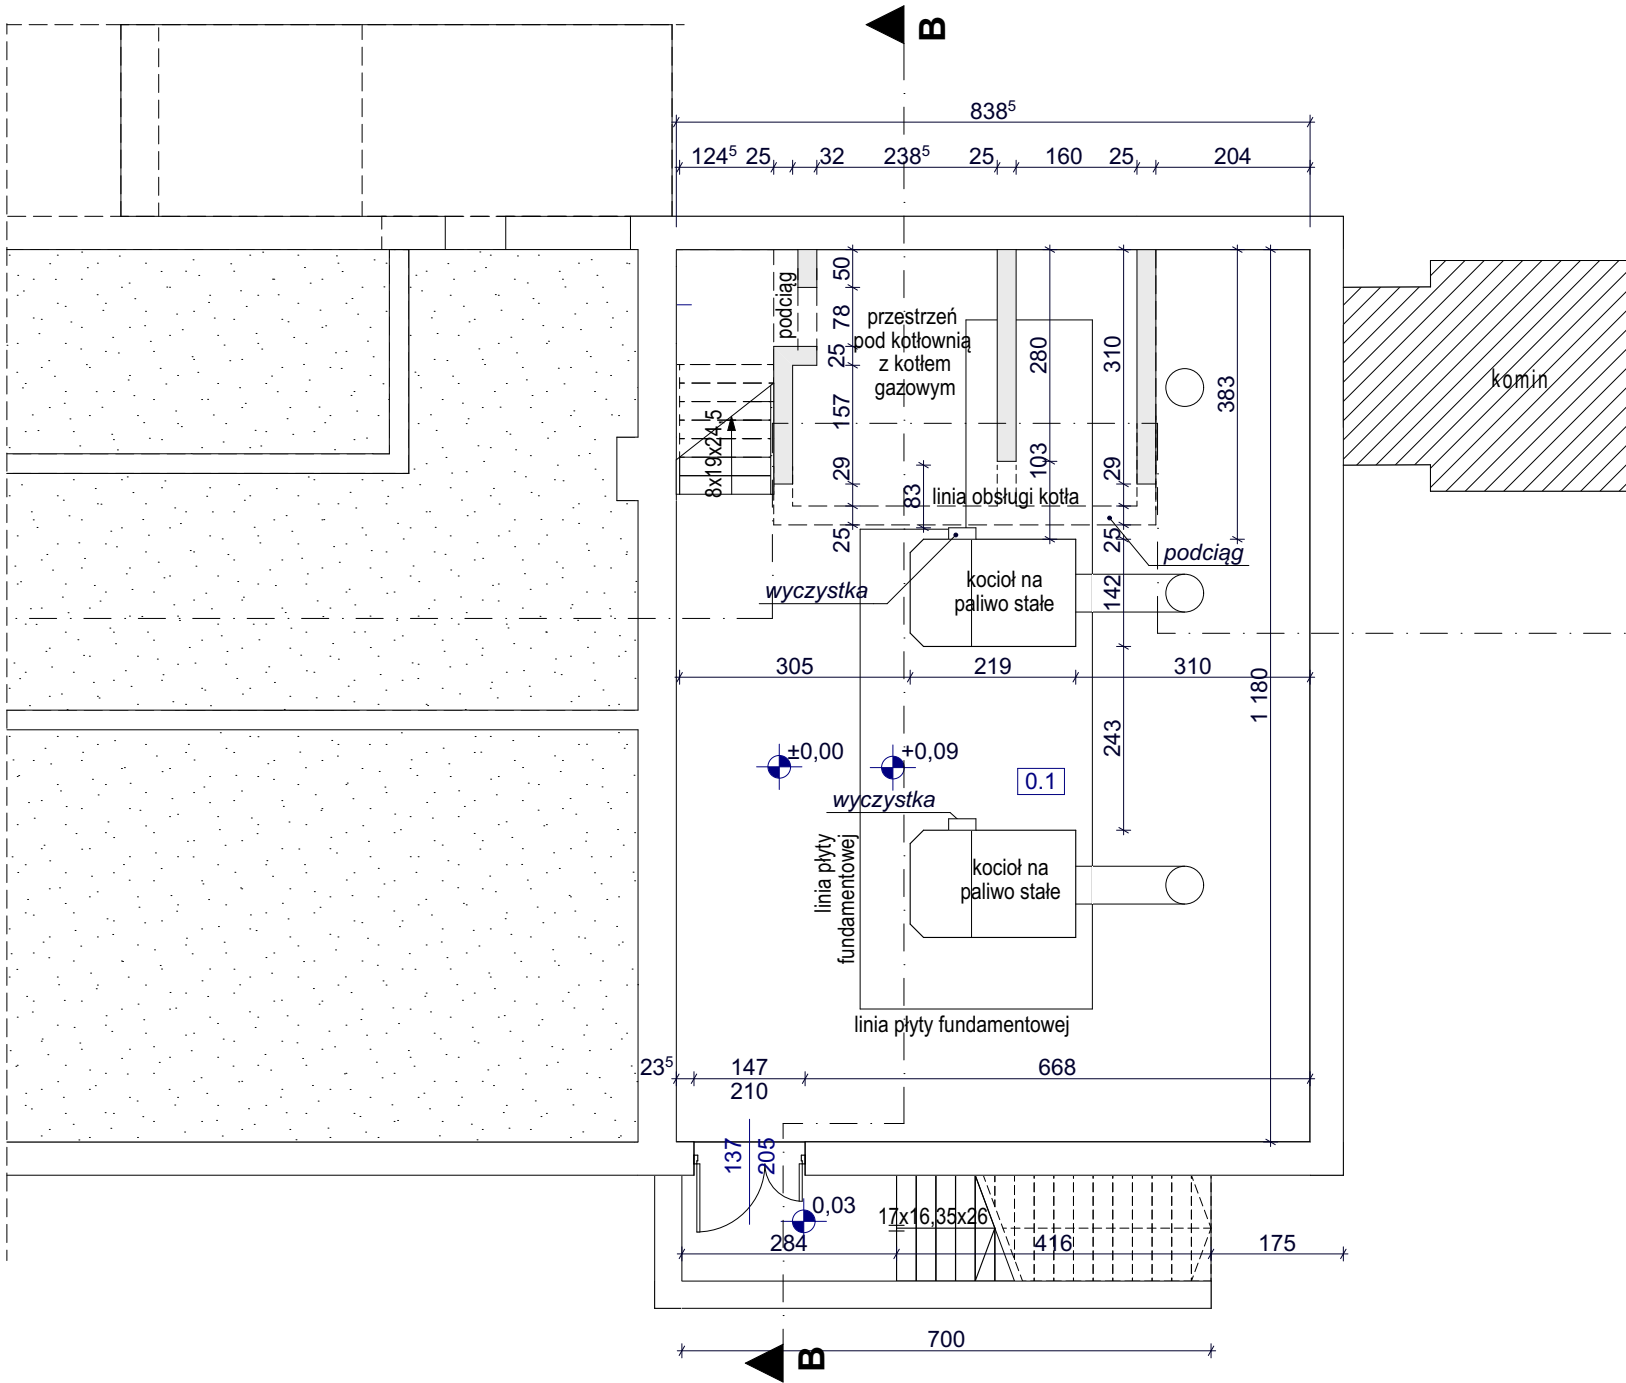 B
838⁵
124⁵ 25 32 238⁵ 25 160 25 204
podciąg
50
78
25
157
29
25
przestrzeń
pod kotłownią
z kotłem
gazowym
280
103
310
29
25
142
243
383
1 180
komin
8x19x24,5
83
linia obsługi kotła
podciąg
wyczystka
kocioł na
paliwo stałe
305 219 310
±0,00
+0,09
0.1
wyczystka
linia płyty
fundamentowej
kocioł na
paliwo stałe
linia płyty fundamentowej
23⁵ 147 668
210
137
205
0,03
17x16,35x26
284 416 175
700
B